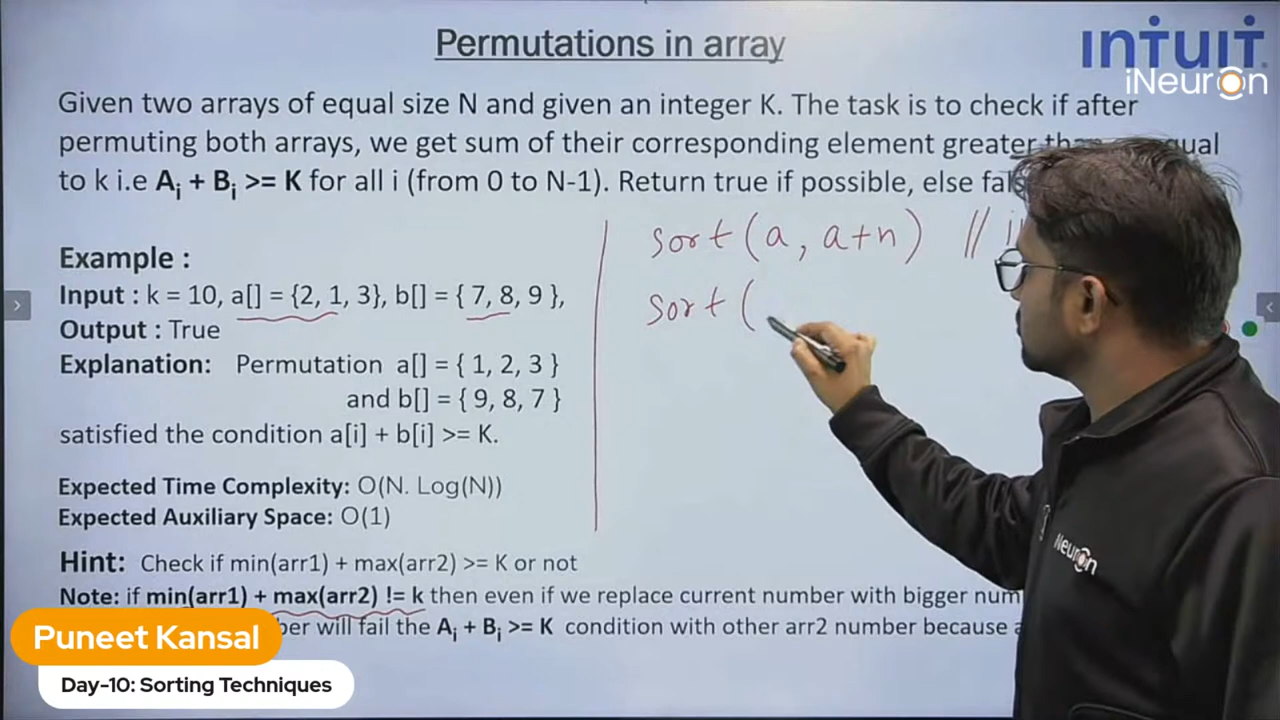 Permutations in array
INTUIT
iNeuron
Given two arrays of equal size N and given an integer K. The task is to check if after
permuting both arrays, we get sum of their corresponding element greater
to k i.e Ai + Bi >= K for all i (from 0 to N-1). Return true if possible, else
Example :
Input : k = 10, a[] = {2, 1, 3}, b[] = { 7, 8, 9 },
Output : True
Explanation: Permutation a[] = { 1, 2, 3 }
and b[] = { 9, 8, 7 }
satisfied the condition a[i] + b[i] >= K.
Expected Time Complexity: O(N. Log(N))
Expected Auxiliary Space: O(1)
Hint: Check if min(arr1) + max(arr2) >= K or not
Note: if min(arr1) + max(arr2) != k then even if we replace current number with bigger
will fail the Ai + Bi >= K condition with other arr2 number because
sort (a, a+n) //
sort (
iNeuron
Puneet Kansal
Day-10: Sorting Techniques